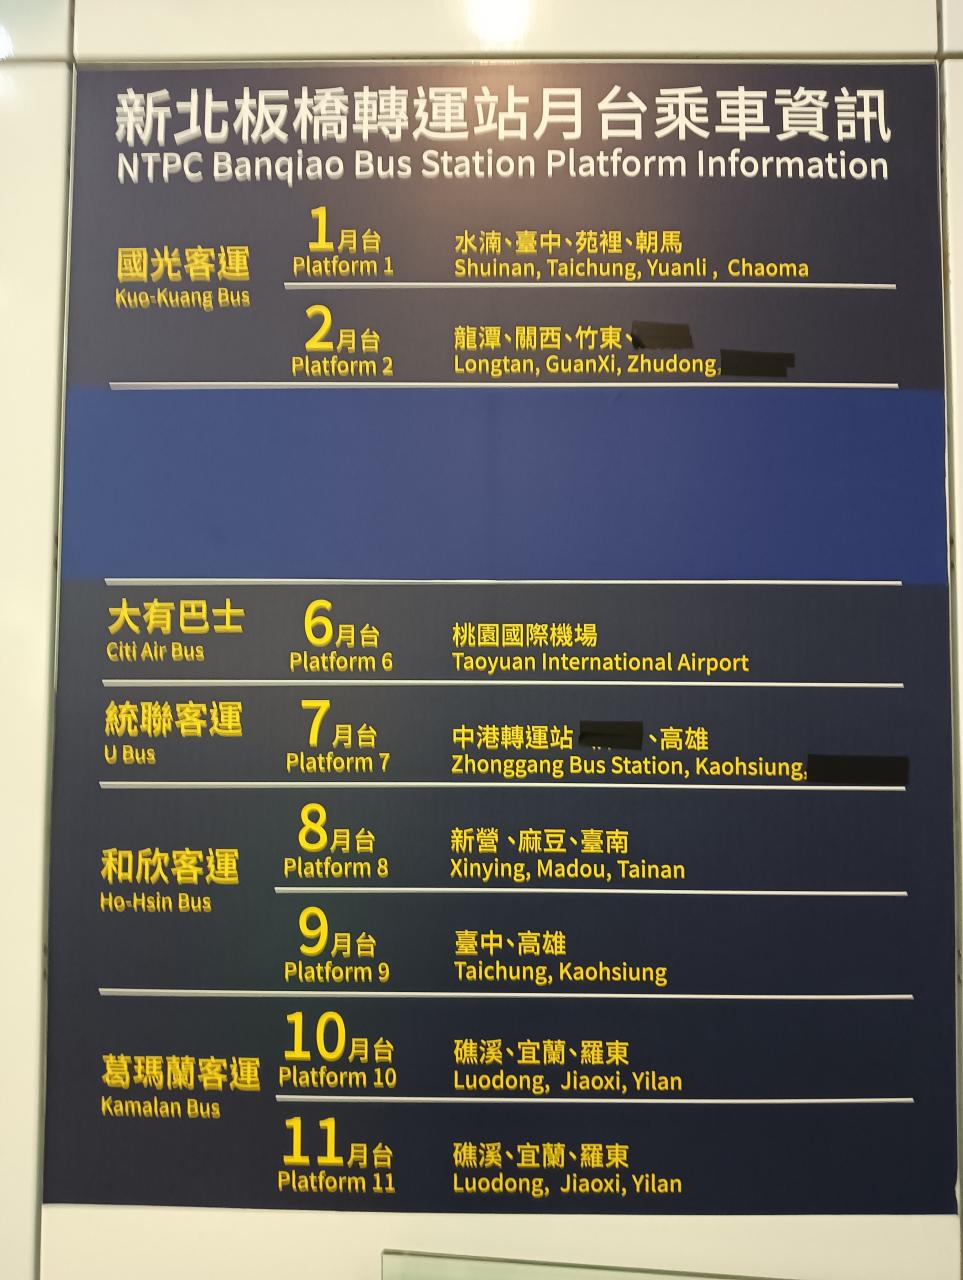 新北板橋轉運站月台乘車資訊
NTPC Banqiao Bus Station Platform Information
國光客運
Kuo-Kuang Bus
1月台
Platform 1
水湳、臺中、苑裡、朝馬
Shuinan, Taichung, Yuanli , Chaoma
2月台
Platform 2
龍潭、關西、竹東、
Longtan, GuanXi, Zhudong,
大有巴士
Citi Air Bus
6月台
Platform 6
桃園國際機場
Taoyuan International Airport
統聯客運
U Bus
7月台
Platform 7
中港轉運站 、高雄
Zhonggang Bus Station, Kaohsiung,
和欣客運
Ho-Hsin Bus
8月台
Platform 8
新營 、麻豆、臺南
Xinying, Madou, Tainan
9月台
Platform 9
臺中、高雄
Taichung, Kaohsiung
葛瑪蘭客運
Kamalan Bus
10月台
Platform 10
礁溪、宜蘭、羅東
Luodong, Jiaoxi, Yilan
11月台
Platform 11
礁溪、宜蘭、羅東
Luodong, Jiaoxi, Yilan